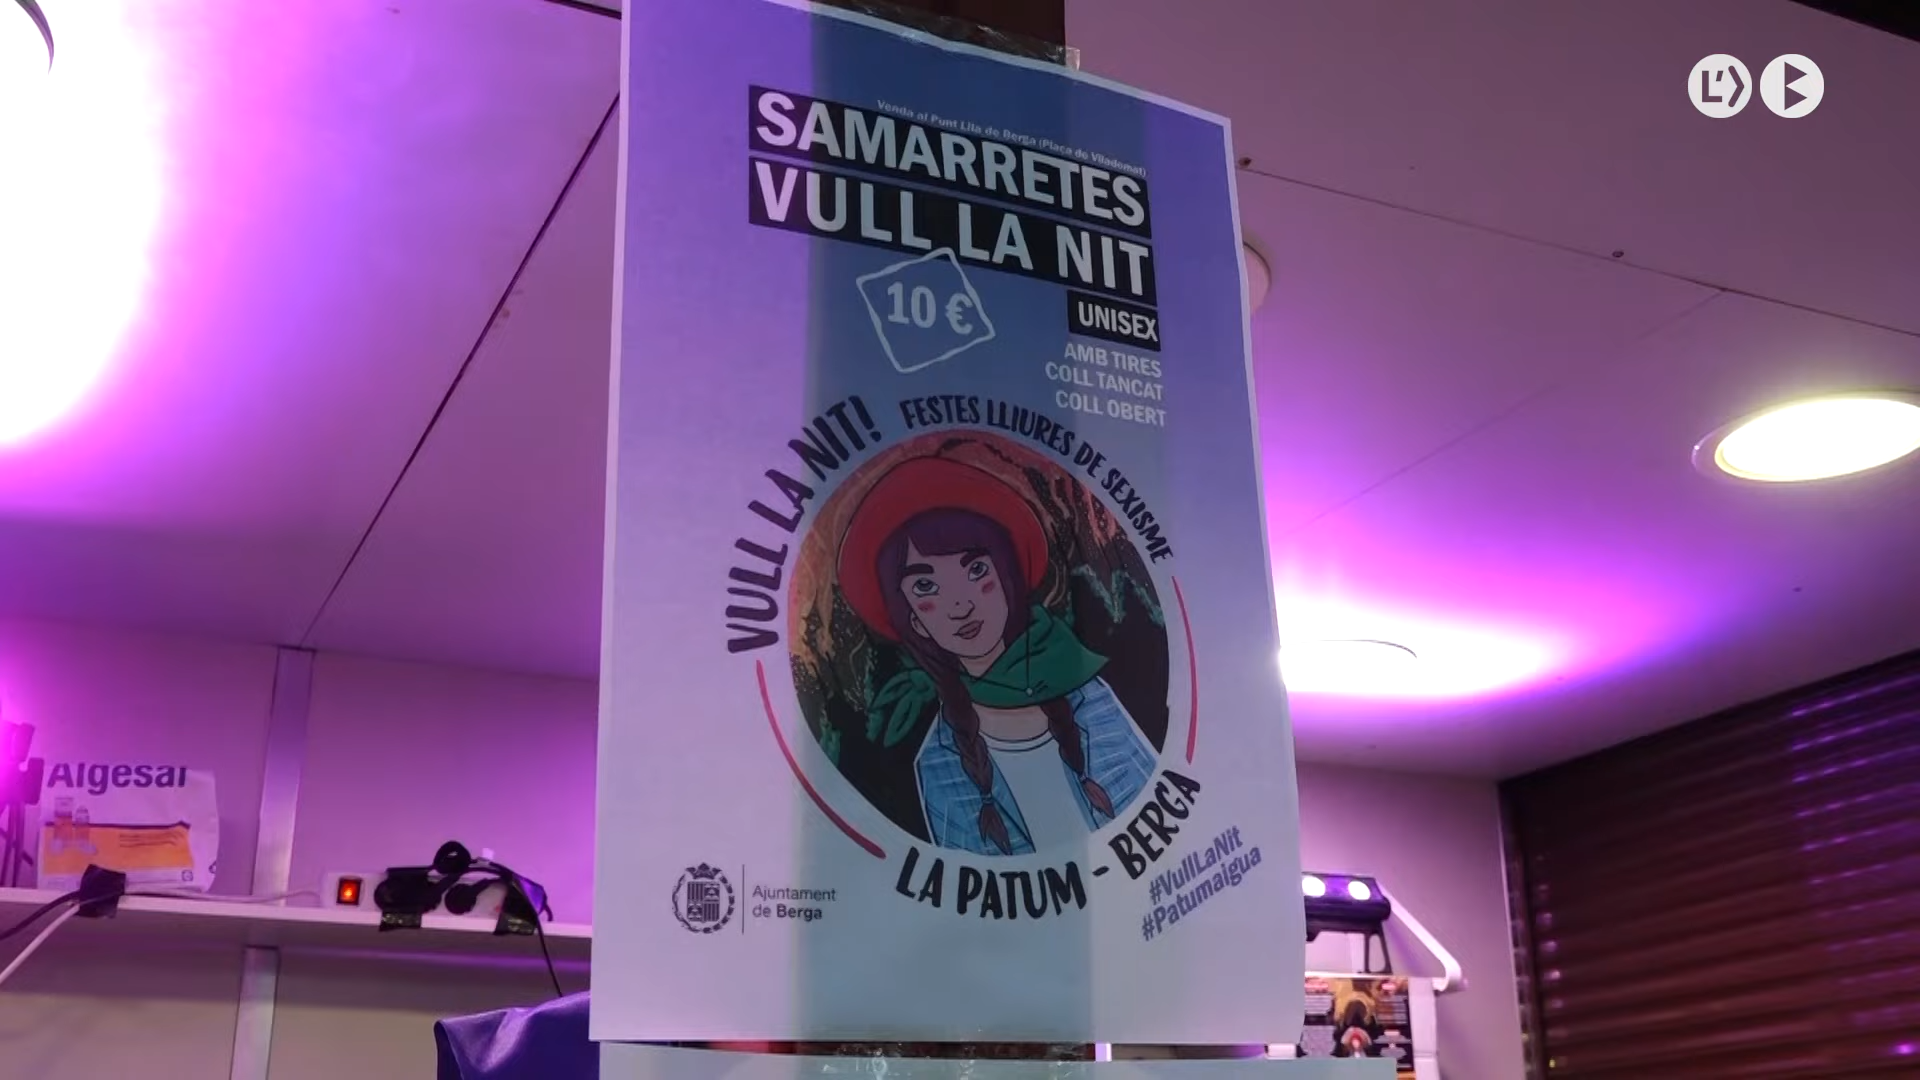 Venda al Punt Lila de Berga (Plaça de Viladomat)
SAMARRETES
VULL LA NIT
10 €
UNISEX
AMB TIRES
COLL TANCAT
COLL OBERT
VULL LA NIT! FESTES LLIURES DE SEXISME
LA PATUM - BERGA
#VullLaNit
#Patumaigua
Ajuntament
de Berga
Algesal
L'